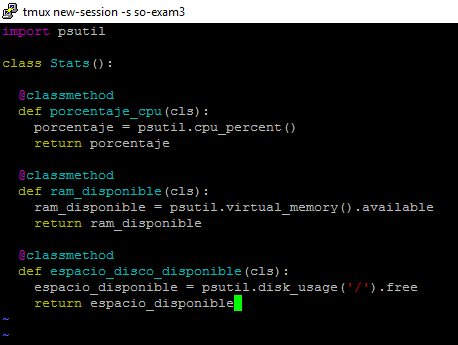 tmux new-session -s so-exam3
import psutil
class Stats():
@classmethod
def porcentaje_cpu(cls):
porcentaje = psutil.cpu_percent()
return porcentaje
@classmethod
def ram_disponible(cls):
ram_disponible = psutil.virtual_memory().available
return ram_disponible
@classmethod
def espacio_disco_disponible(cls):
espacio_disponible = psutil.disk_usage('/').free
return espacio_disponible
~
~